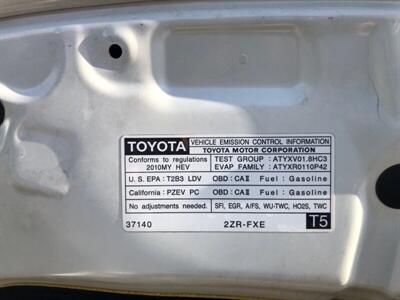 TOYOTA VEHICLE EMISSION CONTROL INFORMATION
TOYOTA MOTOR CORPORATION
Conforms to regulations TEST GROUP : ATYXV01.8HC3
2010MY HEV EVAP FAMILY : ATYXR0110P42
U. S. EPA : T2B3 LDV OBD : CAⅡ Fuel : Gasoline
California : PZEV PC OBD : CAⅡ Fuel : Gasoline
No adjustments needed. SFI, EGR, A/FS, WU-TWC, HO2S, TWC
37140 2ZR-FXE T5